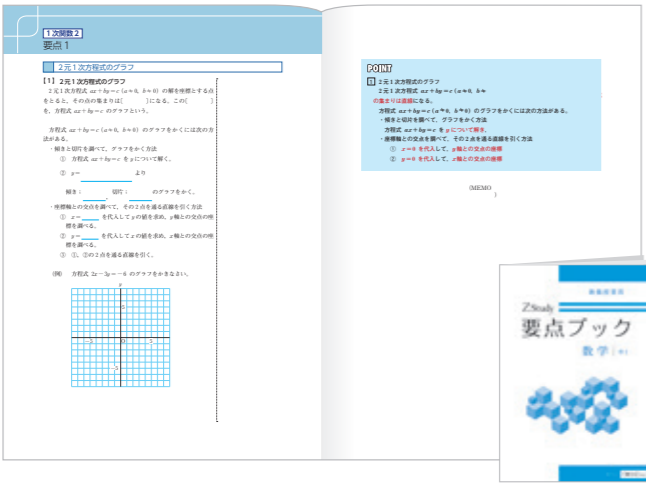 1次関数2
要点1
2元1次方程式のグラフ
【1】2元1次方程式のグラフ
2元1次方程式 ax+by=c(a≠0, b≠0) の解を座標とする点
をとると、その点の集まりは[ ]になる。この[ ]
を、方程式 ax+by=c のグラフという。
方程式 ax+by=c(a≠0, b≠0) のグラフをかくには次の方
法がある。
・傾きと切片を調べて、グラフをかく方法
① 方程式 ax+by=c を y について解く。
② y= より
傾き: , 切片: のグラフをかく。
・座標軸との交点を調べて、その2点を通る直線を引く方法
① x= を代入して y の値を求め、y軸との交点の座
標を調べる。
② y= を代入して x の値を求め、x軸との交点の座
標を調べる。
③ ①、②の2点を通る直線を引く。
(例) 方程式 2x-3y=-6 のグラフをかきなさい。
y
5
-5 O 5 x
-5
POINT
1 2元1次方程式のグラフ
2元1次方程式 ax+by=c(a≠0, b≠
の集まりは直線になる。
方程式 ax+by=c(a≠0, b≠0) のグラフをかくには次の方法がある。
・傾きと切片を調べて、グラフをかく方法
方程式 ax+by=c を y について解き、
・座標軸との交点を調べて、その2点を通る直線を引く方法
① x=0 を代入して、y軸との交点の座標
② y=0 を代入して、x軸との交点の座標
(MEMO
)
ZStudy
要点ブック
数学[中]